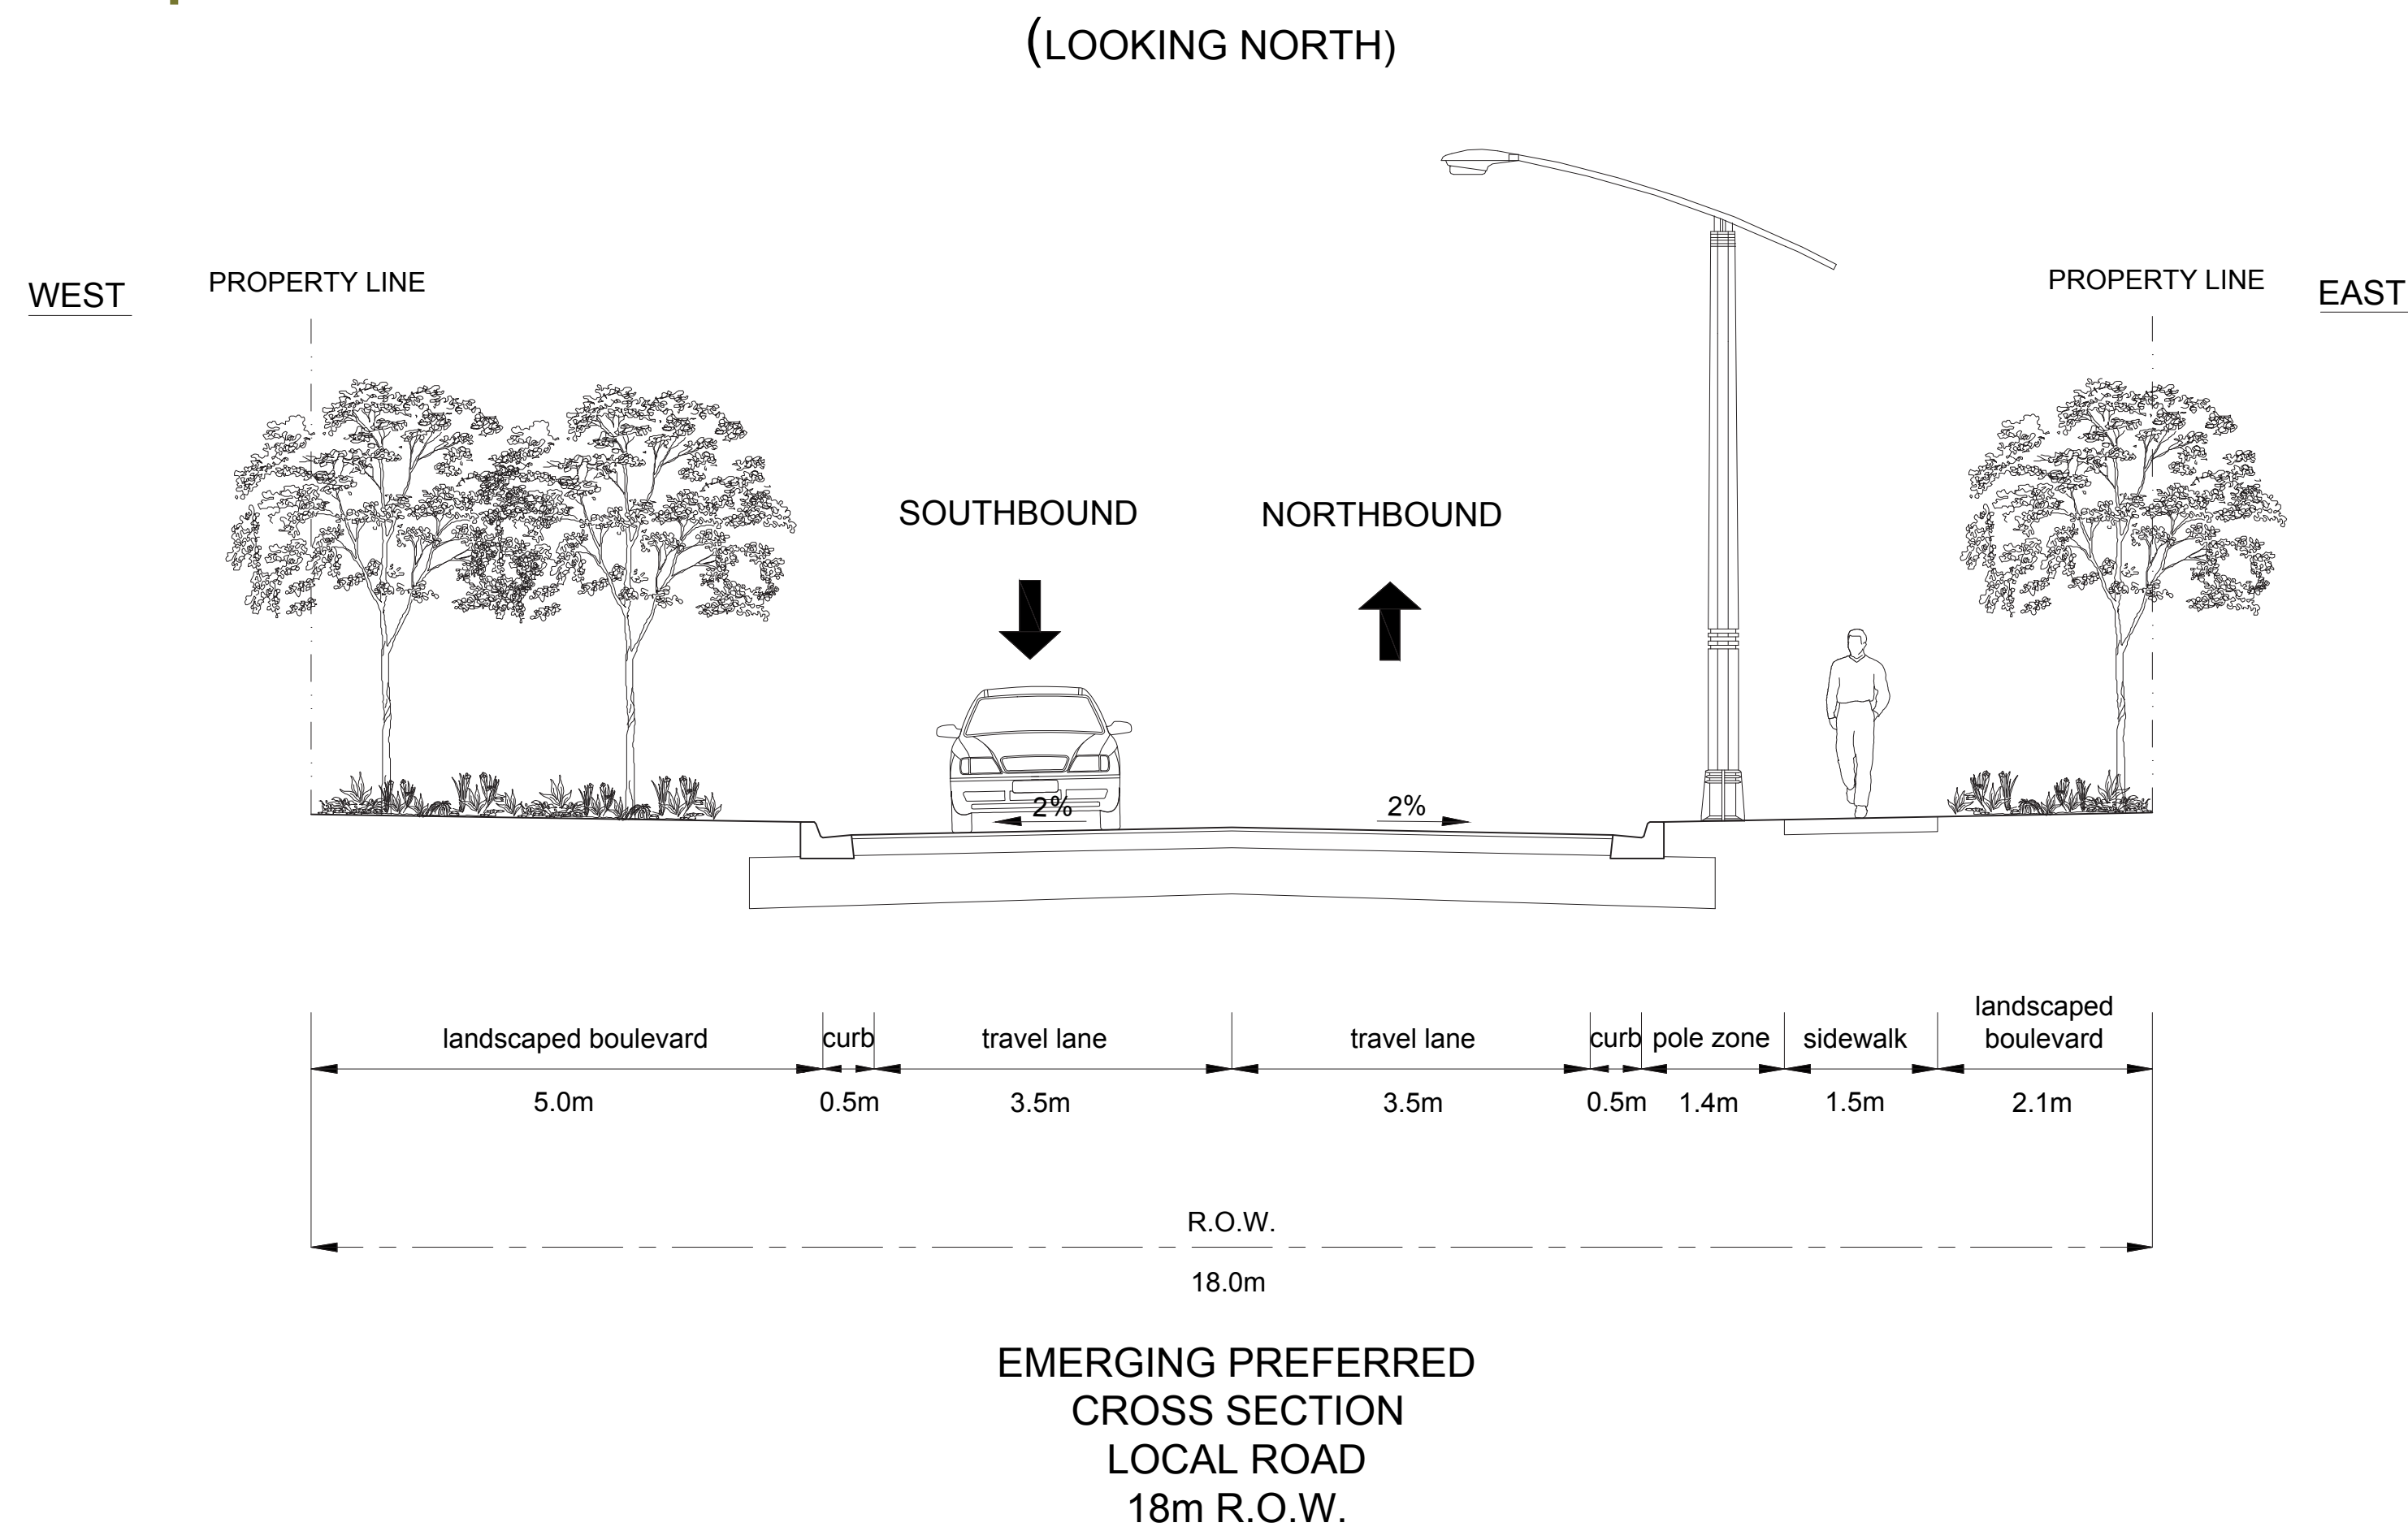 (LOOKING NORTH)
WEST
PROPERTY LINE
PROPERTY LINE
EAST
SOUTHBOUND
NORTHBOUND
2%
2%
landscaped boulevard
curb
travel lane
travel lane
curb
pole zone
sidewalk
landscaped
boulevard
5.0m
0.5m
3.5m
3.5m
0.5m
1.4m
1.5m
2.1m
R.O.W.
18.0m
EMERGING PREFERRED
CROSS SECTION
LOCAL ROAD
18m R.O.W.